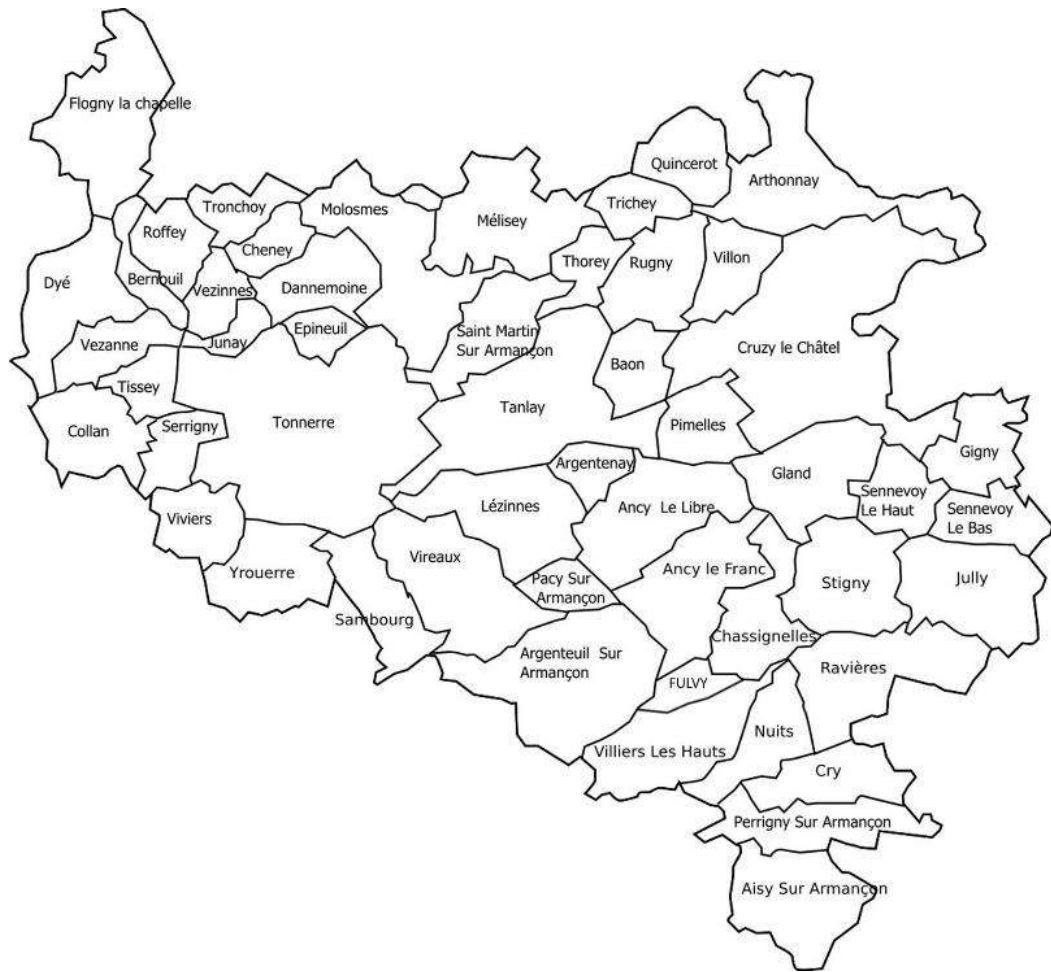 Flogny la chapelle
Quincerot
Arthonnay
Tronchoy
Molosmes
Trichey
Mélisey
Roffey
Cheney
Thorey
Rugny
Villon
Dyé
Bernouil
Vezinnes
Dannemoine
Vezanne
Junay
Epineuil
Saint Martin
Sur Armançon
Cruzy le Châtel
Baon
Tissey
Tanlay
Collan
Serrigny
Tonnerre
Pimelles
Argentenay
Gland
Gigny
Lézinnes
Ancy Le Libre
Sennevoy
Le Haut
Sennevoy
Le Bas
Viviers
Vireaux
Yrouerre
Pacy Sur
Armançon
Ancy le Franc
Stigny
Jully
Sambourg
Chassignelles
Argenteuil Sur
Armançon
Ravières
FULVY
Nuits
Villiers Les Hauts
Cry
Perrigny Sur Armançon
Aisy Sur Armançon